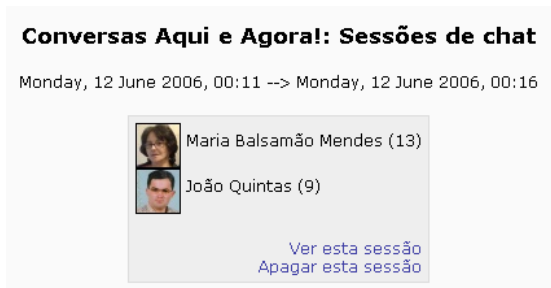 Conversas Aqui e Agora!: Sessões de chat
Monday, 12 June 2006, 00:11 --> Monday, 12 June 2006, 00:16
Maria Balsamão Mendes (13)
João Quintas (9)
Ver esta sessão
Apagar esta sessão